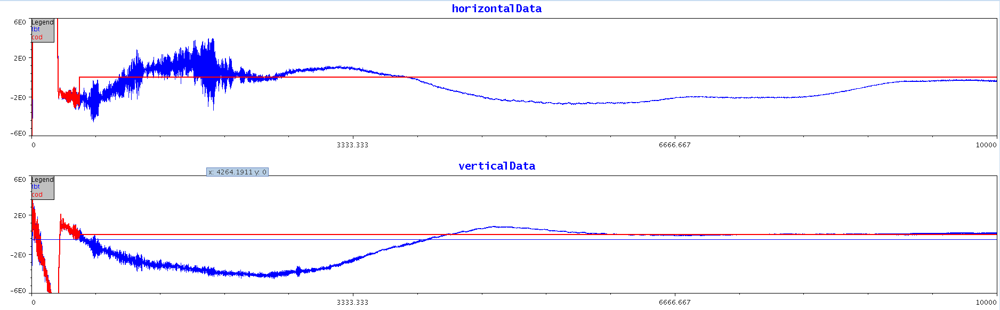 horizontalData
6E0
Legend
tbt
cod
2E0
-2E0
-6E0
0 3333.333 6666.667 10000
verticalData
x: 4264.1911 y: 0
6E0
Legend
tbt
cod
2E0
-2E0
-6E0
0 3333.333 6666.667 10000